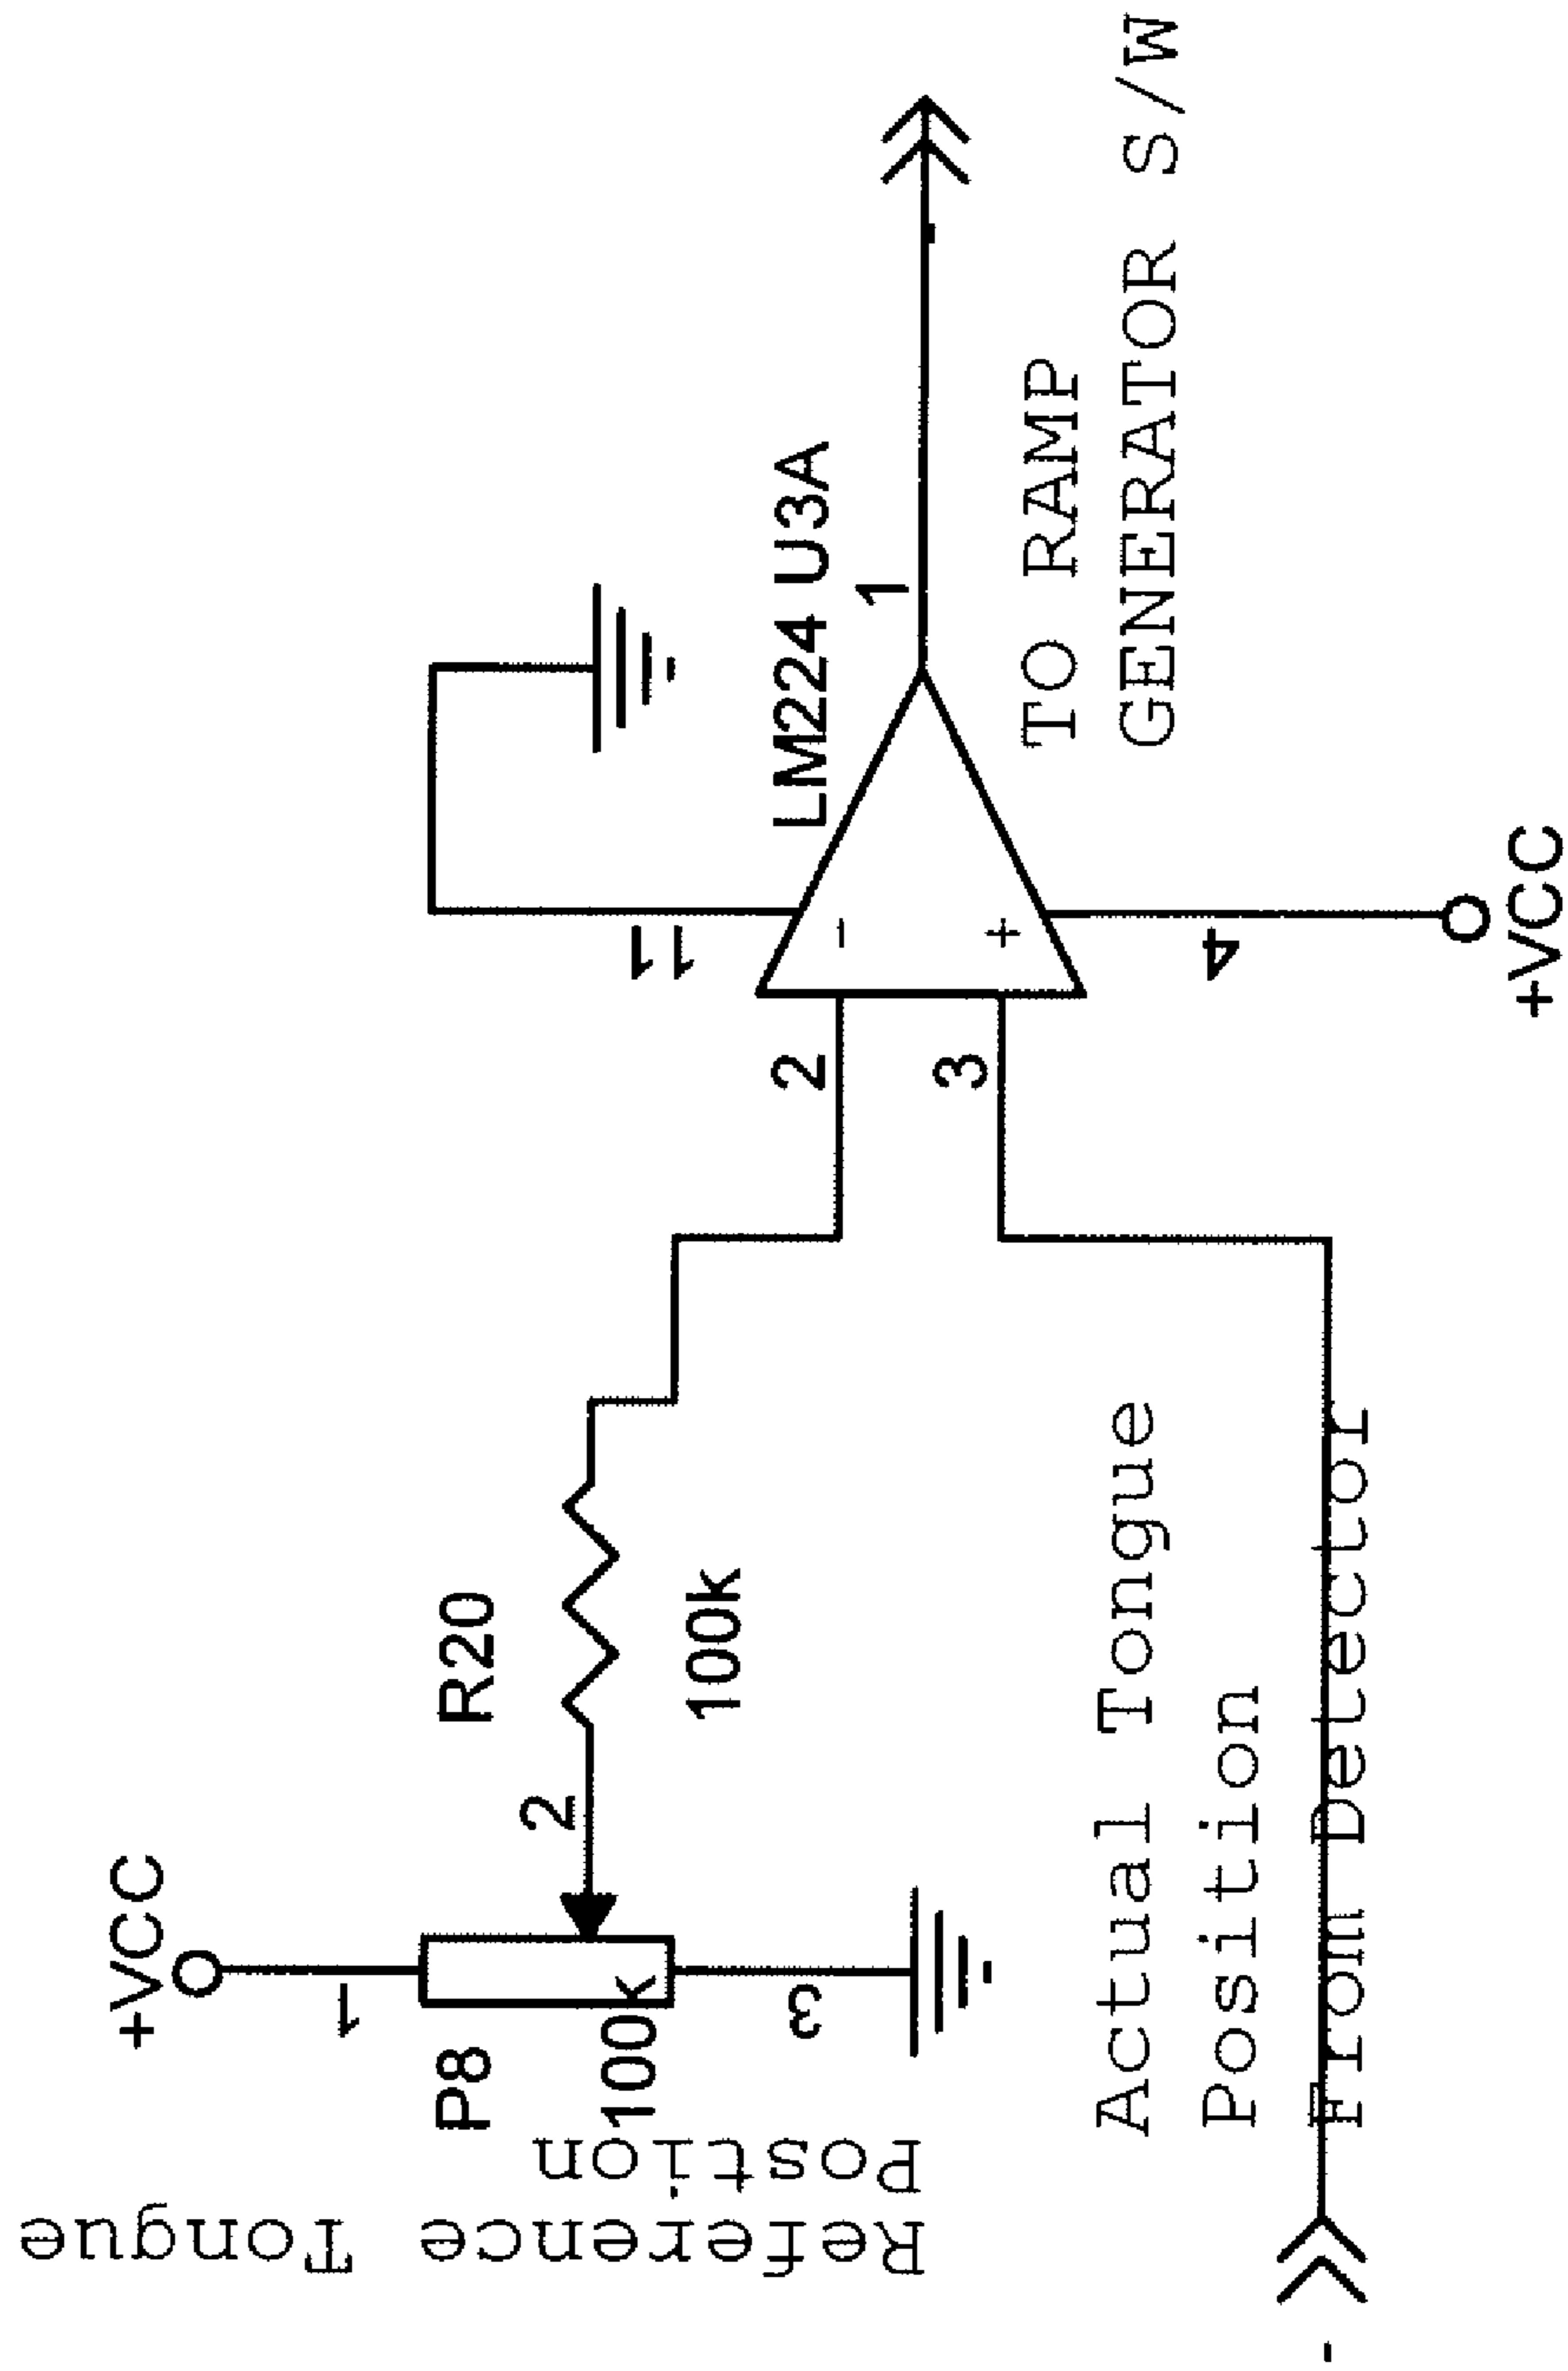 Reference Tongue
Position
+VCC
1
P8
100k
3
2
R20
100k
2
3
-
+
11
4
+VCC
LM224 U3A
1
Actual Tongue
Position
From Detector
-
TO RAMP
GENERATOR S/W